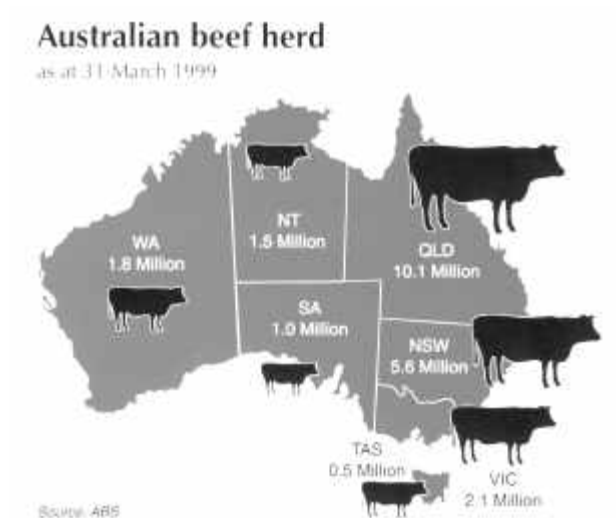 Australian beef herd
as at 31 March 1999
NT
1.5 Million
WA
1.8 Million
QLD
10.1 Million
SA
1.0 Million
NSW
5.6 Million
TAS
0.5 Million
VIC
2.1 Million
Source: ABS